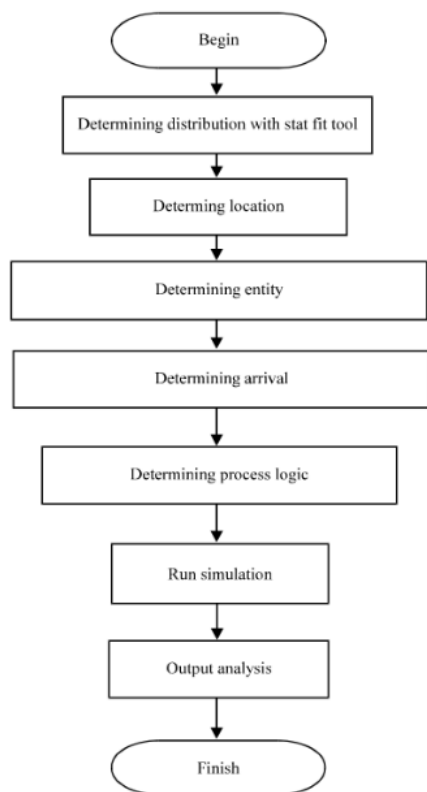 Begin
Determining distribution with stat fit tool
Determing location
Determining entity
Determining arrival
Determining process logic
Run simulation
Output analysis
Finish